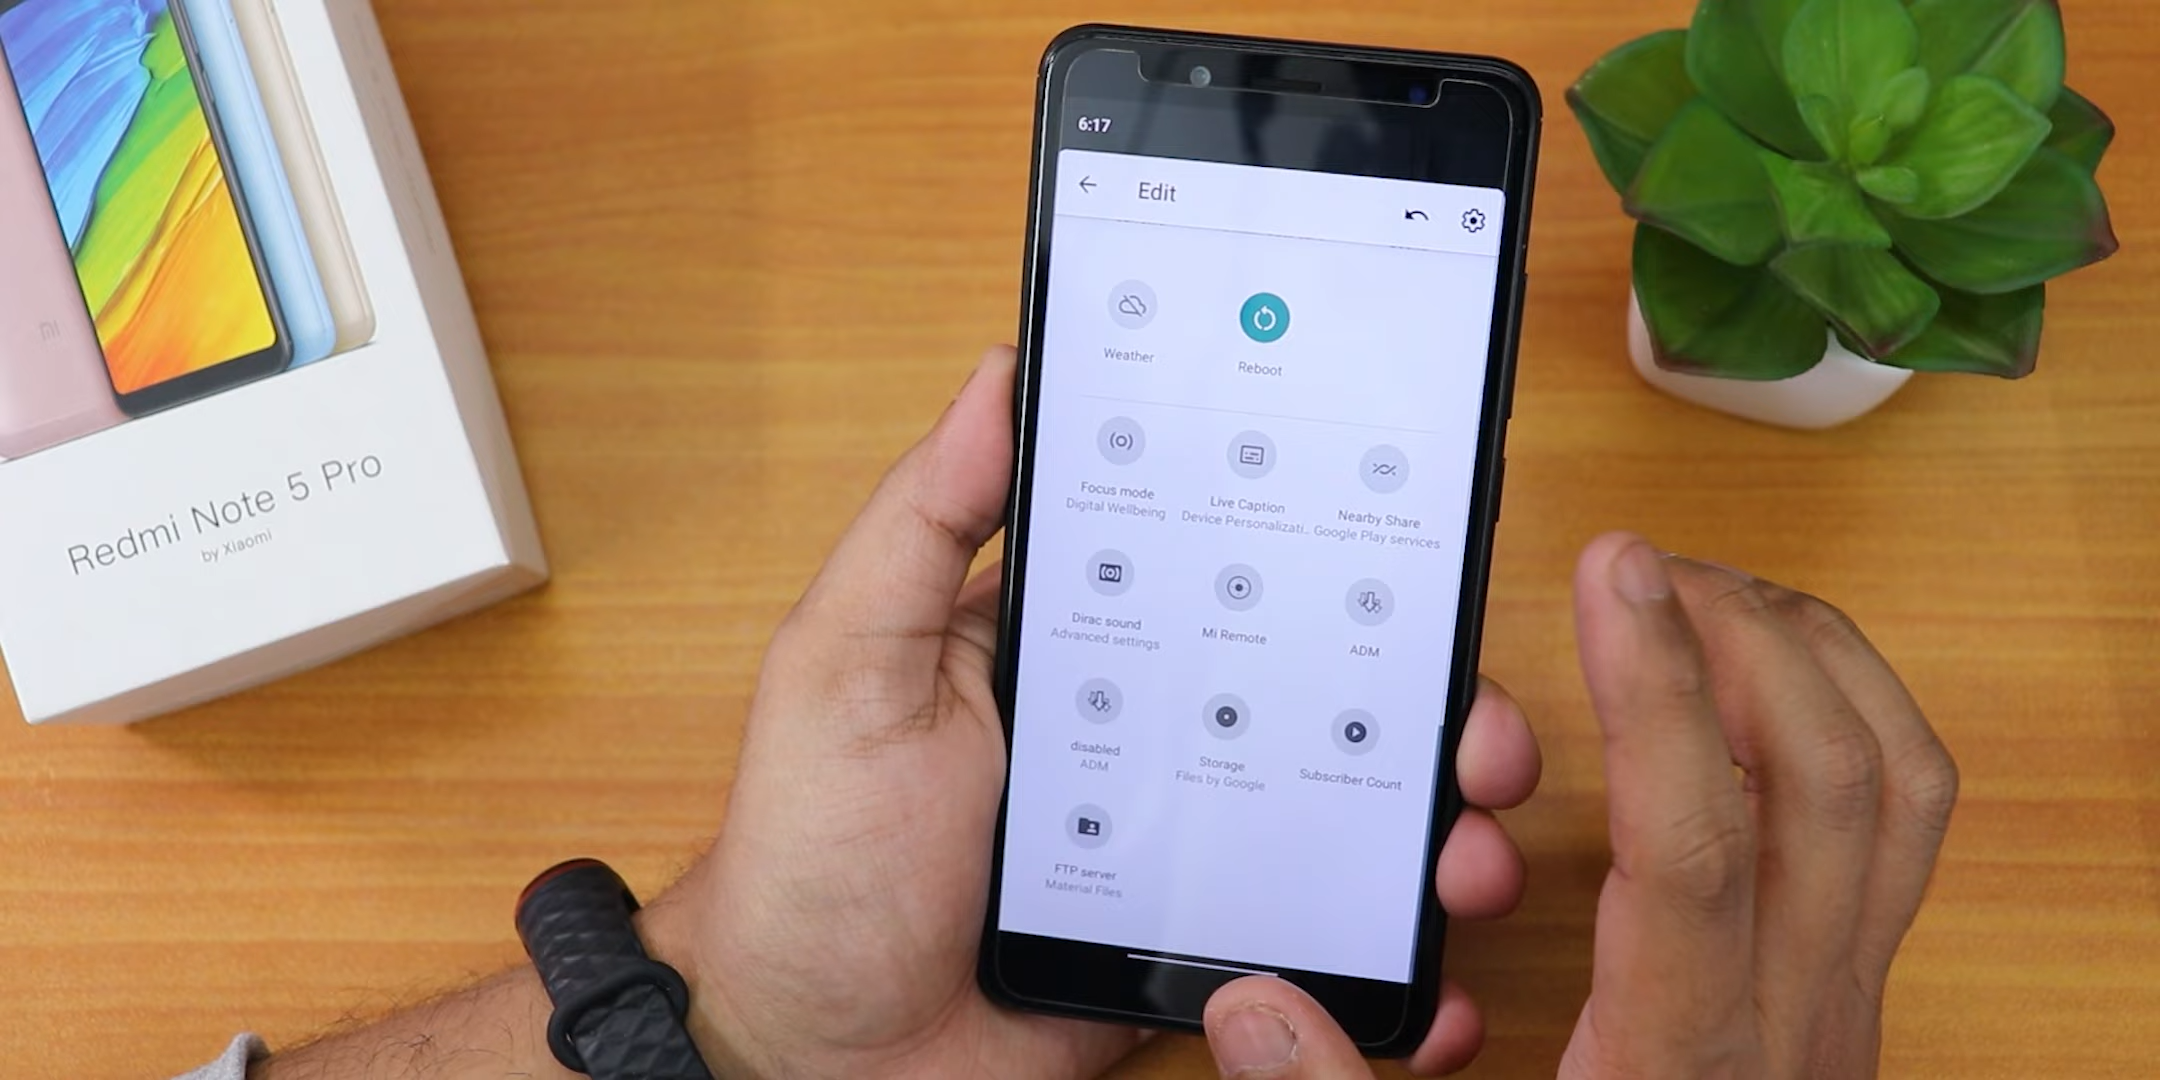 Redmi Note 5 Pro
by Xiaomi
mi
6:17
Edit
Weather
Reboot
Focus mode
Digital Wellbeing
Live Caption
Device Personalizati..
Nearby Share
Google Play services
Dirac sound
Advanced settings
Mi Remote
ADM
disabled
ADM
Storage
Files by Google
Subscriber Count
FTP server
Material Files